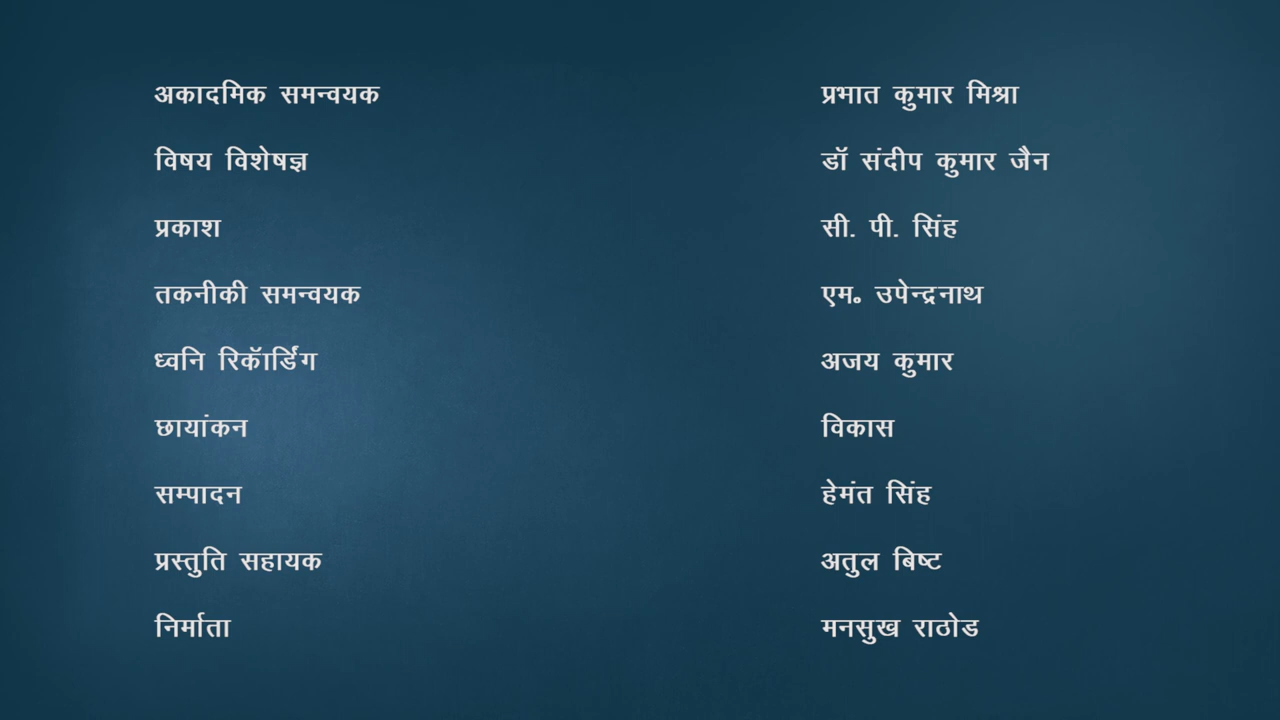 अकादमिक समन्वयक प्रभात कुमार मिश्रा
विषय विशेषज्ञ डॉ संदीप कुमार जैन
प्रकाश सी. पी. सिंह
तकनीकी समन्वयक एम॰ उपेन्द्रनाथ
ध्वनि रिकॅार्डिंग अजय कुमार
छायांकन विकास
सम्पादन हेमंत सिंह
प्रस्तुति सहायक अतुल बिष्ट
निर्माता मनसुख राठोड